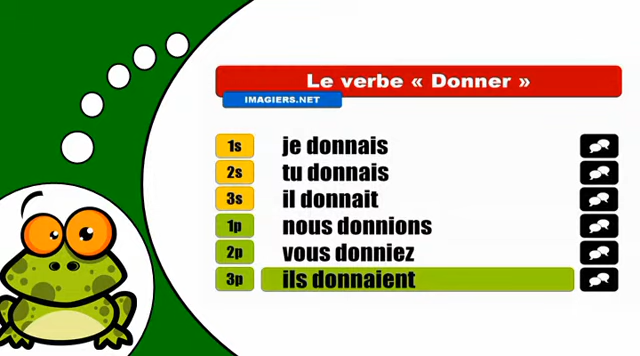 Le verbe « Donner »
IMAGIERS.NET
1s je donnais
2s tu donnais
3s il donnait
1p nous donnions
2p vous donniez
3p ils donnaient